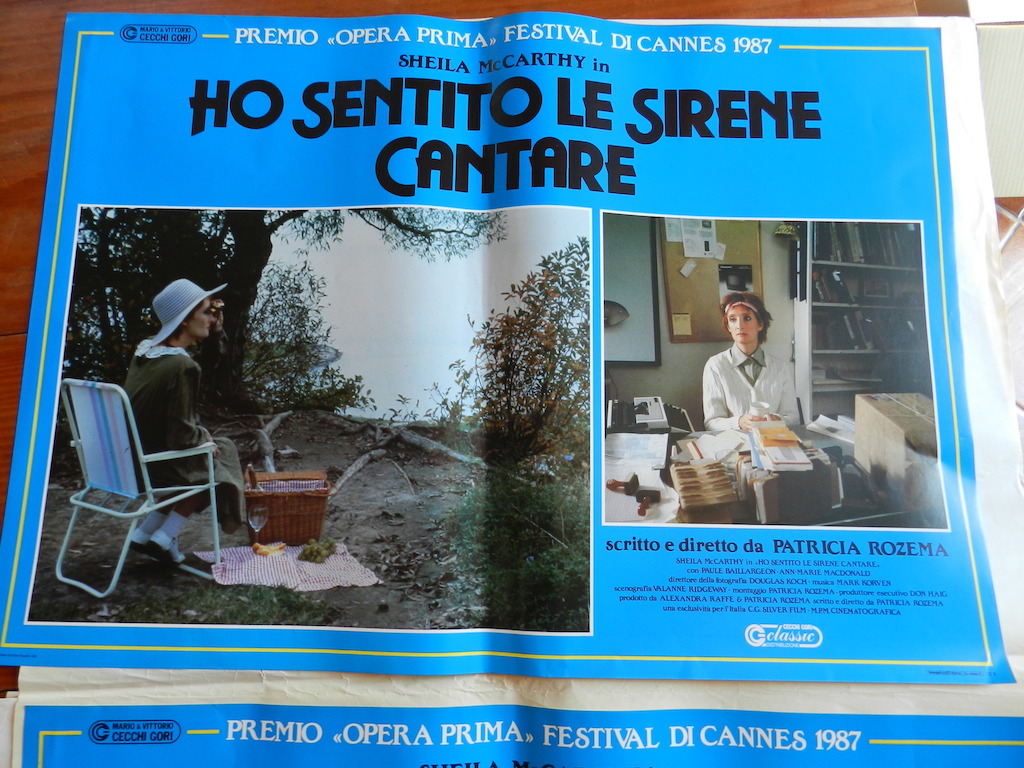 MARIO & VITTORIO
CECCHI GORI
PREMIO «OPERA PRIMA» FESTIVAL DI CANNES 1987
SHEILA McCARTHY in
HO SENTITO LE SIRENE
CANTARE
scritto e diretto da PATRICIA ROZEMA
SHEILA McCARTHY in «HO SENTITO LE SIRENE CANTARE»
con PAULE BAILLARGEON · ANN-MARIE MACDONALD
direttore della fotografia DOUGLAS KOCH · musica MARK KORVEN
scenografia VALANNE RIDGEWAY · montaggio PATRICIA ROZEMA · produttore esecutivo DON HAIG
prodotto da ALEXANDRA RAFFE & PATRICIA ROZEMA scritto e diretto da PATRICIA ROZEMA
una esclusività per l'Italia C.G. SILVER FILM - M.P.M. CINEMATOGRAFICA
CECCHI GORI
classic
DISTRIBUZIONE
MARIO & VITTORIO
CECCHI GORI
PREMIO «OPERA PRIMA» FESTIVAL DI CANNES 1987